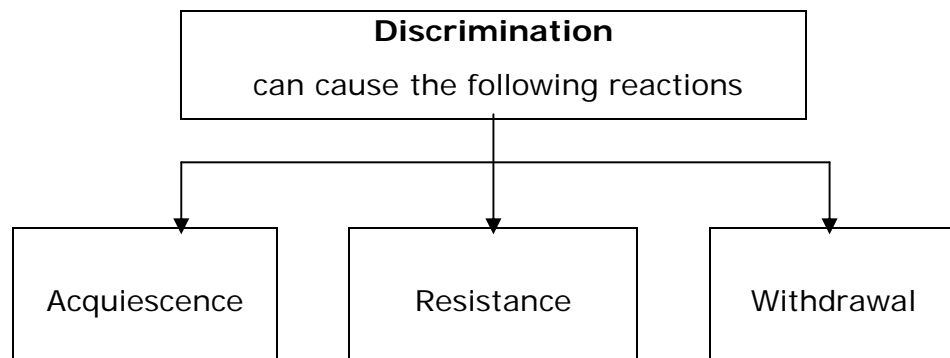 Discrimination
can cause the following reactions
Acquiescence
Resistance
Withdrawal